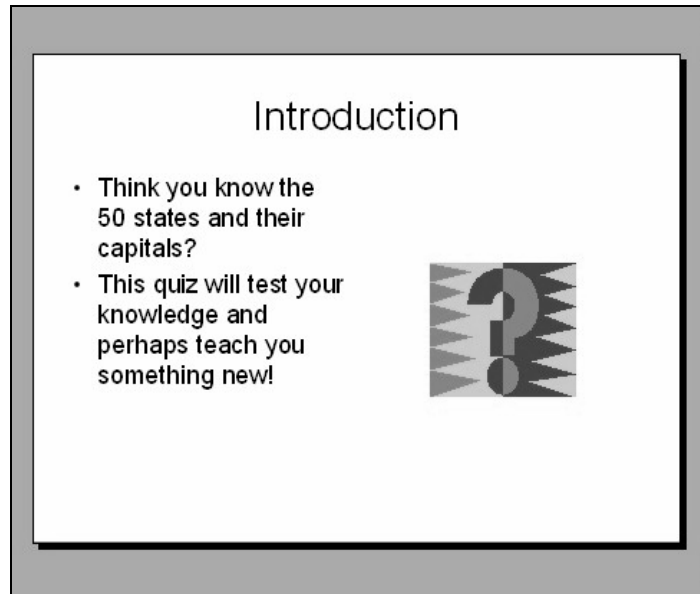 Introduction
• Think you know the
50 states and their
capitals?
• This quiz will test your
knowledge and
perhaps teach you
something new!
?